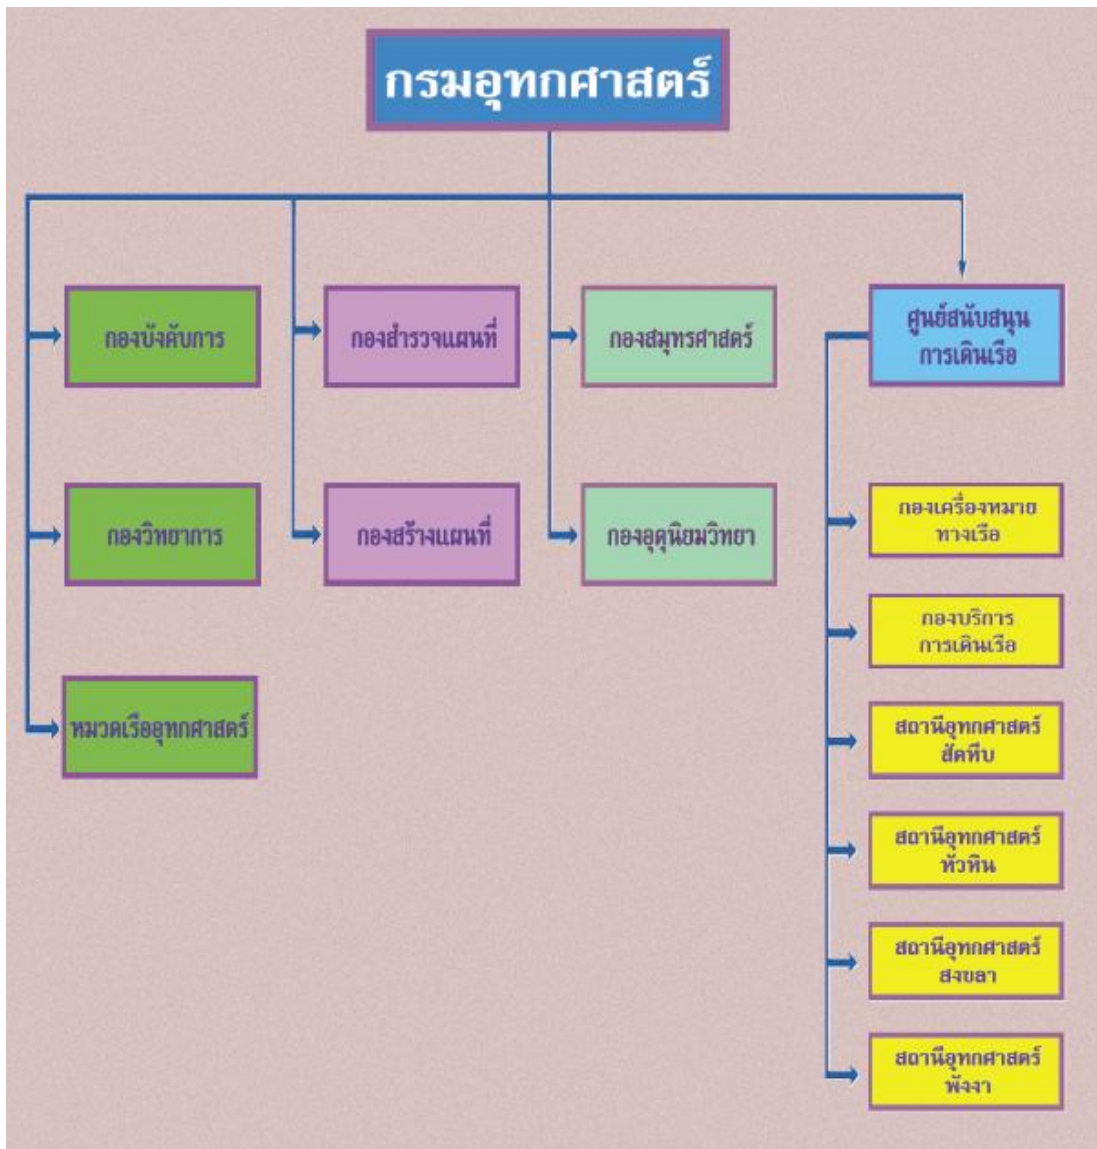 กรมอุทกศาสตร์
กองบังคับการ
กองสำรวจแผนที่
กองสมุทรศาสตร์
ศูนย์สนับสนุน
การเดินเรือ
กองวิทยาการ
กองสร้างแผนที่
กองอุตุนิยมวิทยา
หมวดเรืออุทกศาสตร์
กองเครื่องหมาย
ทางเรือ
กองบริการ
การเดินเรือ
สถานีอุทกศาสตร์
สัตหีบ
สถานีอุทกศาสตร์
หัวหิน
สถานีอุทกศาสตร์
สงขลา
สถานีอุทกศาสตร์
พังงา